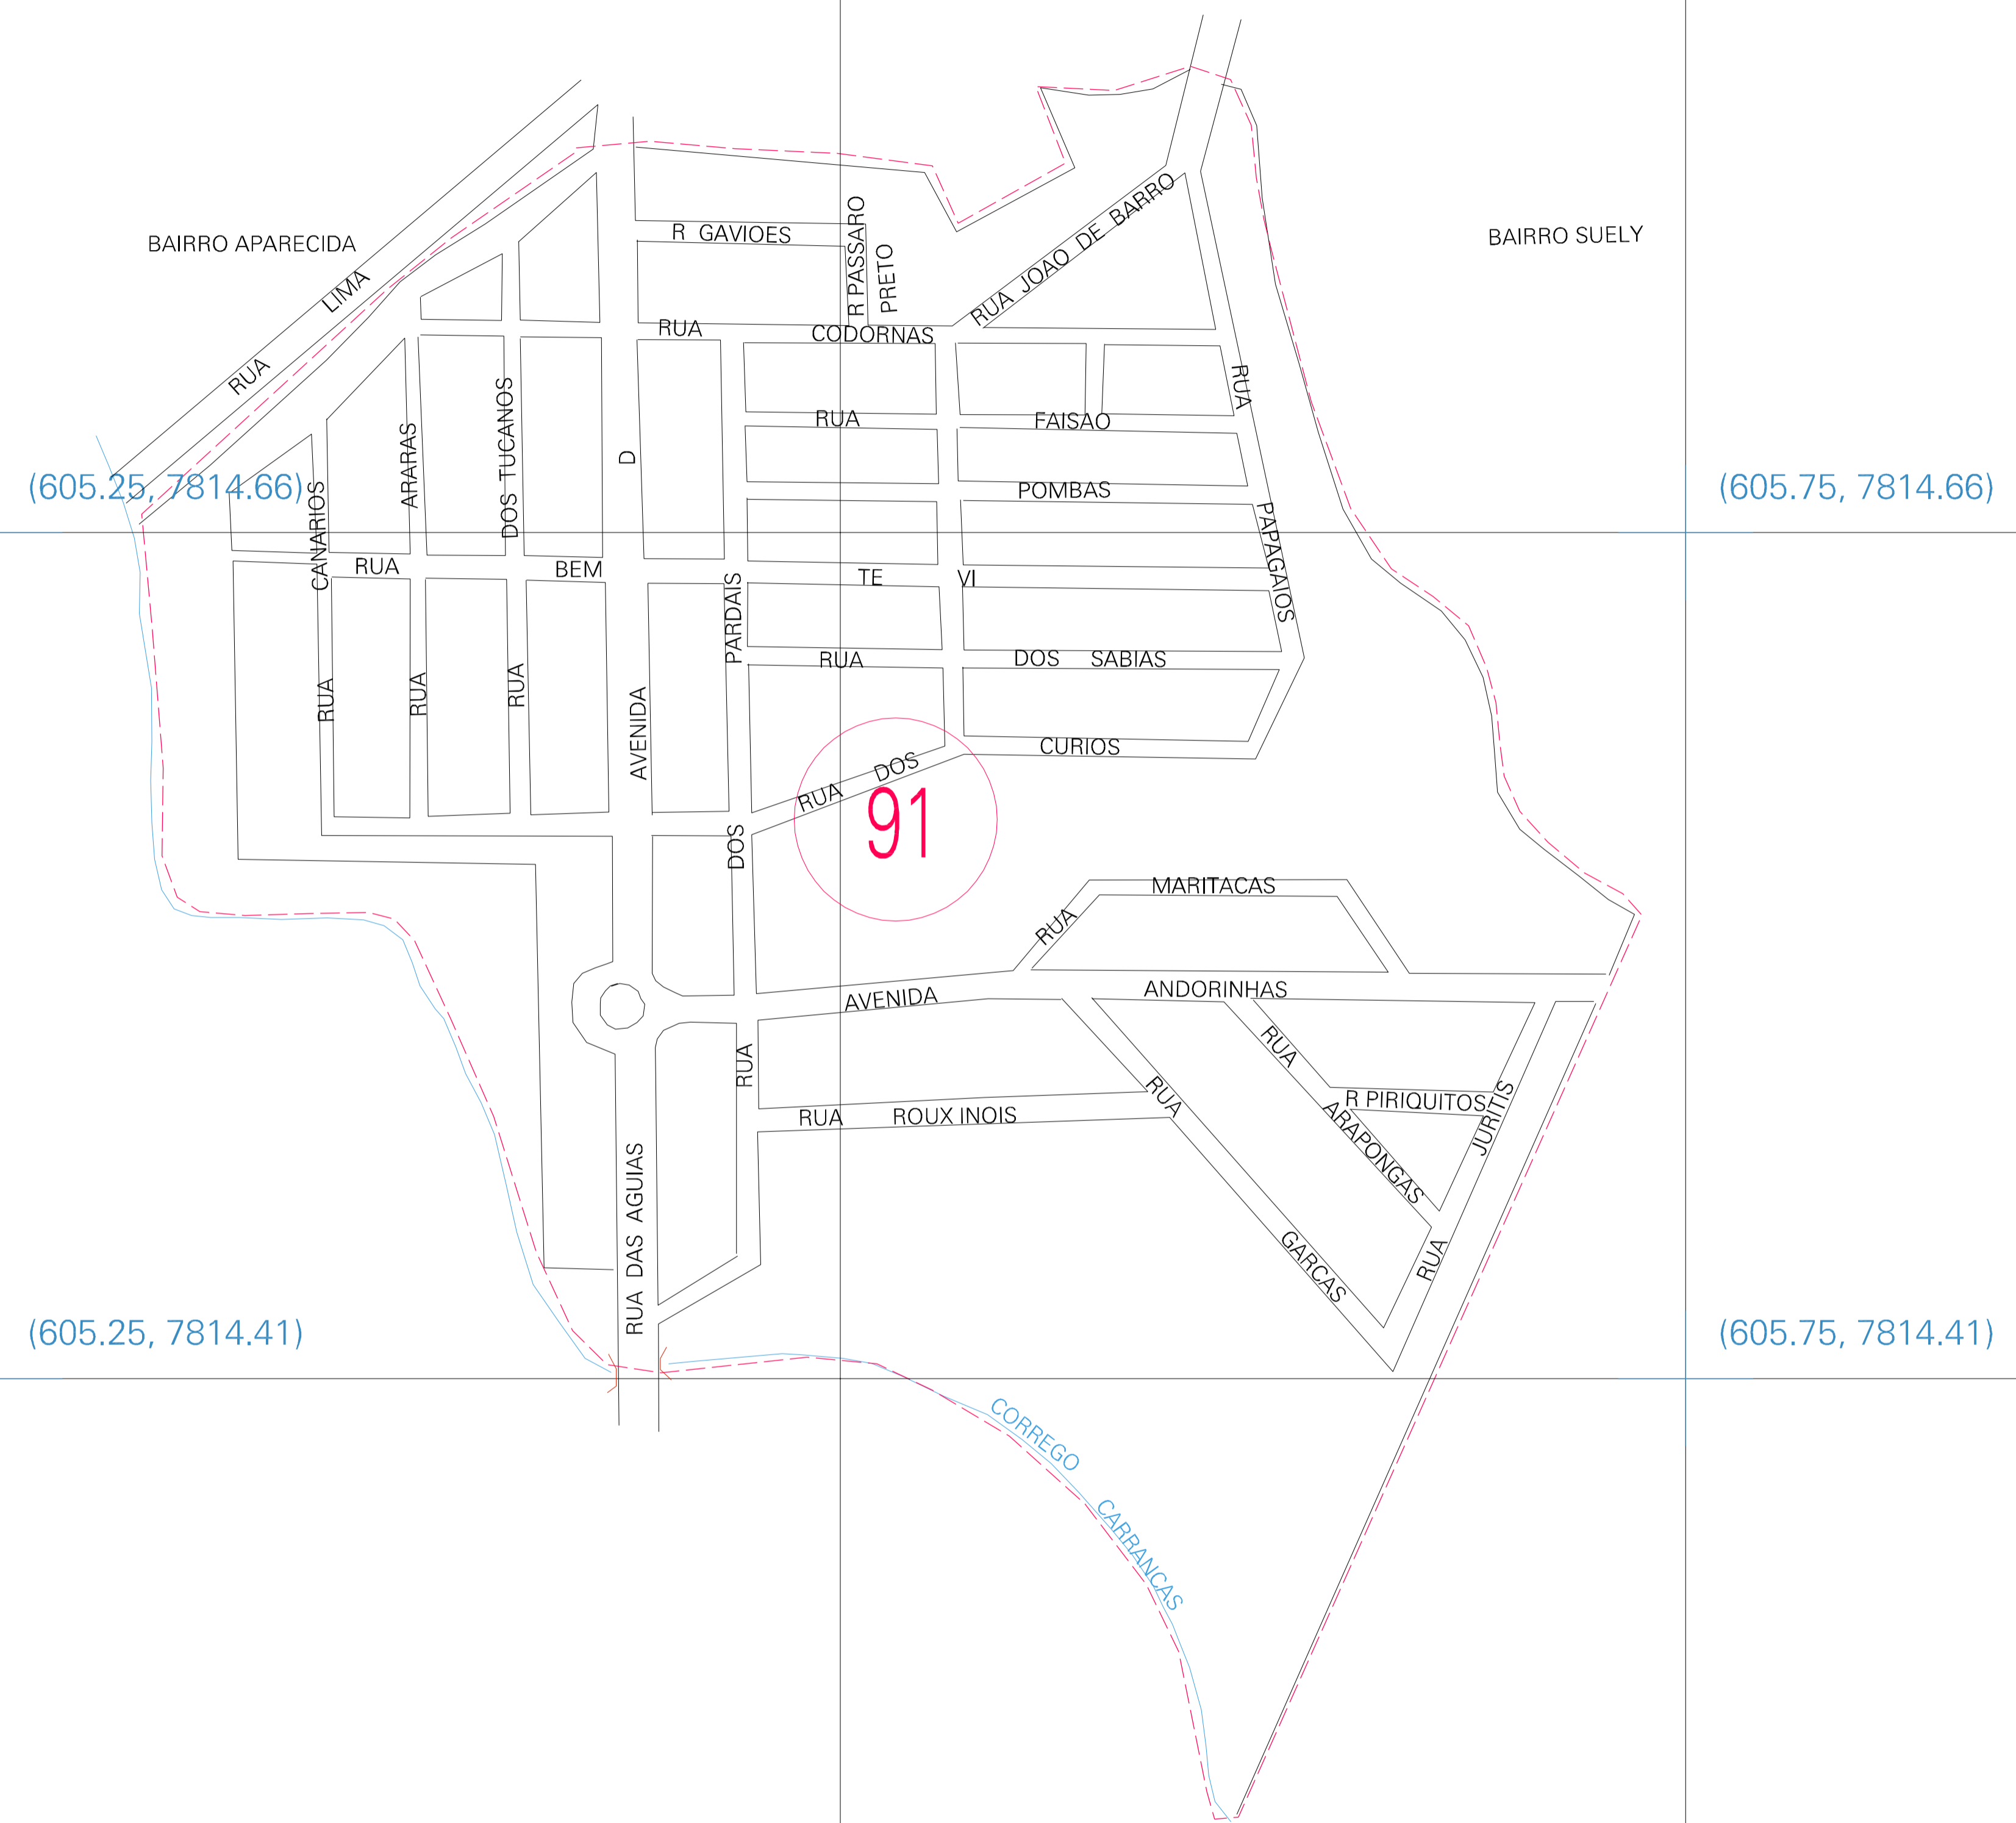 BAIRRO APARECIDA
BAIRRO SUELY
RUA LIMA
R GAVIOES
R PASSARO
PRETO
RUA JOAO DE BARRO
RUA CODORNAS
RUA FAISAO
RUA PAPAGAIOS
POMBAS
(605.25, 7814.66)
(605.75, 7814.66)
RUA CANARIOS
RUA ARARAS
RUA DOS TUCANOS
AVENIDA D
RUA BEM TE VI
RUA DOS PARDAIS
RUA DOS SABIAS
RUA DOS CURIOS
91
RUA MARITACAS
AVENIDA ANDORINHAS
RUA ARAPONGAS
R PIRIQUITOS
RUA JURITIS
RUA ROUX INOIS
RUA GARCAS
RUA DAS AGUIAS
(605.25, 7814.41)
(605.75, 7814.41)
CORREGO CARRANCAS